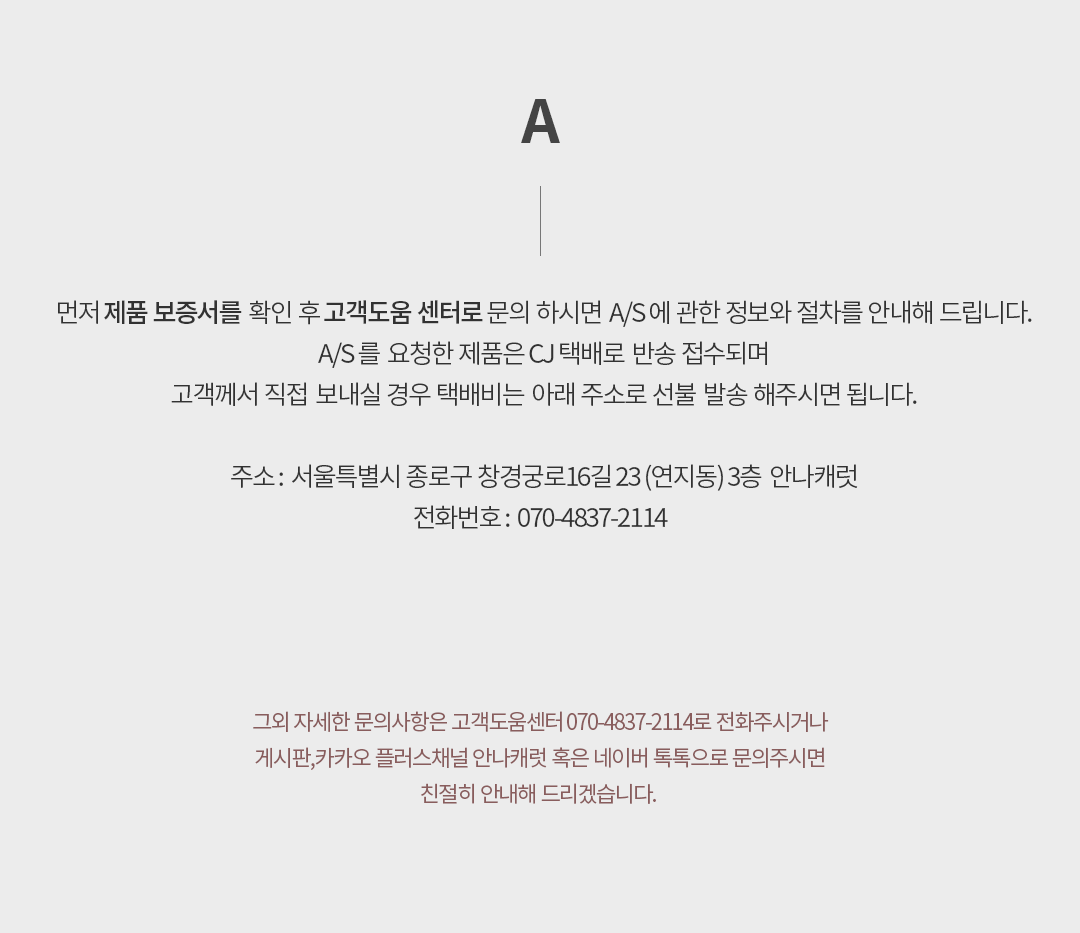 A
먼저 제품 보증서를 확인 후 고객도움 센터로 문의 하시면 A/S에 관한 정보와 절차를 안내해 드립니다.
A/S를 요청한 제품은 CJ택배로 반송 접수되며
고객께서 직접 보내실 경우 택배비는 아래 주소로 선불 발송 해주시면 됩니다.
주소 : 서울특별시 종로구 창경궁로16길 23 (연지동) 3층 안나캐럿
전화번호 : 070-4837-2114
그외 자세한 문의사항은 고객도움센터 070-4837-2114로 전화주시거나
게시판,카카오 플러스채널 안나캐럿 혹은 네이버 톡톡으로 문의주시면
친절히 안내해 드리겠습니다.